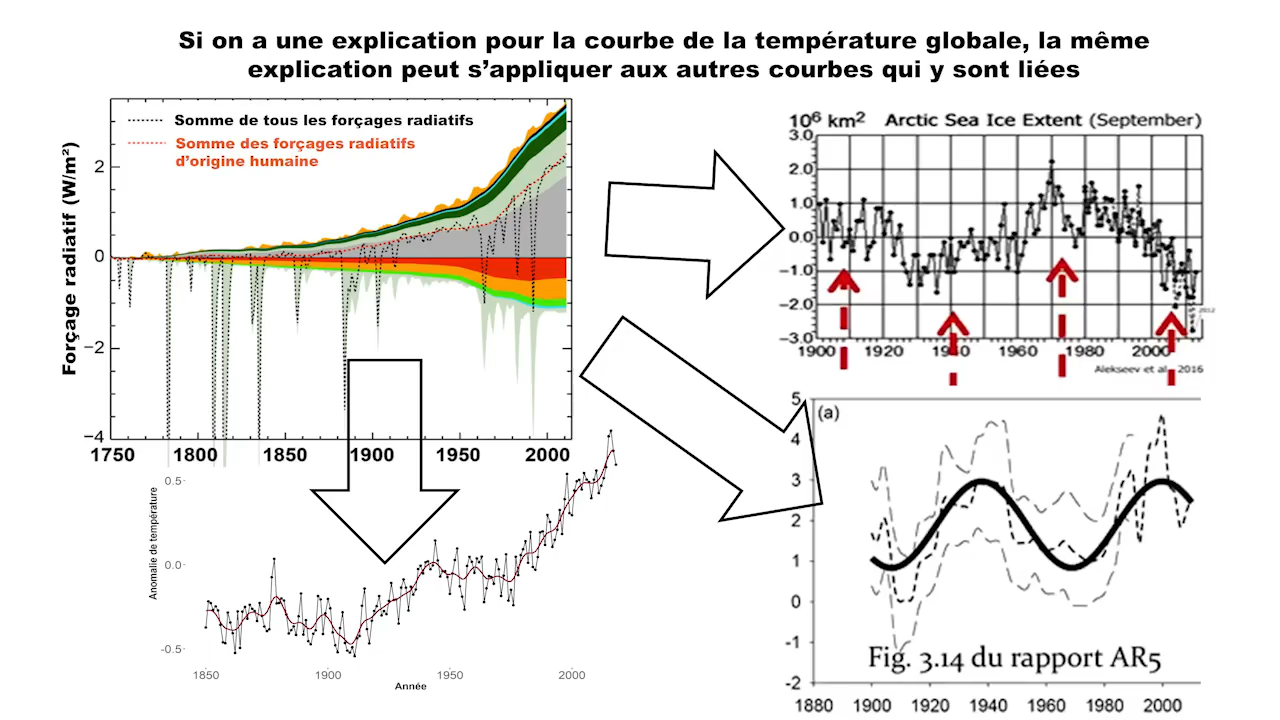 Si on a une explication pour la courbe de la température globale, la même
explication peut s’appliquer aux autres courbes qui y sont liées
Somme de tous les forçages radiatifs
Somme des forçages radiatifs
d’origine humaine
Forçage radiatif (W/m²)
2
0
−2
−4
1750 1800 1850 1900 1950 2000
10⁶ km² Arctic Sea Ice Extent (September)
3.0
2.0
1.0
0.0
−1.0
−2.0
−3.0
2012
1900 1920 1940 1960 1980 2000
Alekseev et al. 2016
Anomalie de température
0.5
0.0
-0.5
1850 1900 1950 2000
Année
(a)
5
4
3
2
1
0
-1
-2
Fig. 3.14 du rapport AR5
1880 1900 1920 1940 1960 1980 2000